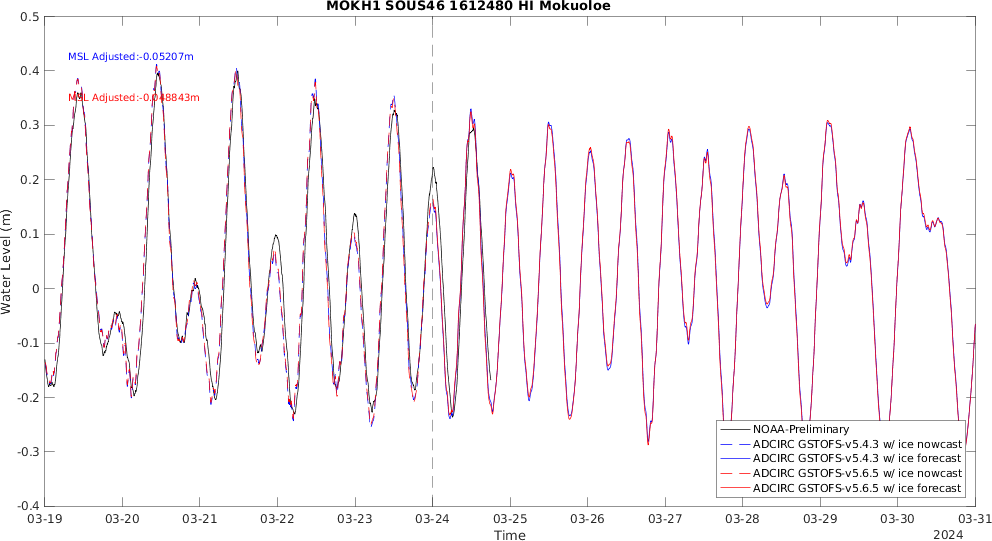 MOKH1 SOUS46 1612480 HI Mokuoloe
0.5
0.4
0.3
0.2
0.1
0
-0.1
-0.2
-0.3
-0.4
Water Level (m)
MSL Adjusted:-0.05207m
MSL Adjusted:-0.048843m
NOAA-Preliminary
ADCIRC GSTOFS-v5.4.3 w/ ice nowcast
ADCIRC GSTOFS-v5.4.3 w/ ice forecast
ADCIRC GSTOFS-v5.6.5 w/ ice nowcast
ADCIRC GSTOFS-v5.6.5 w/ ice forecast
03-19 03-20 03-21 03-22 03-23 03-24 03-25 03-26 03-27 03-28 03-29 03-30 03-31
Time
2024